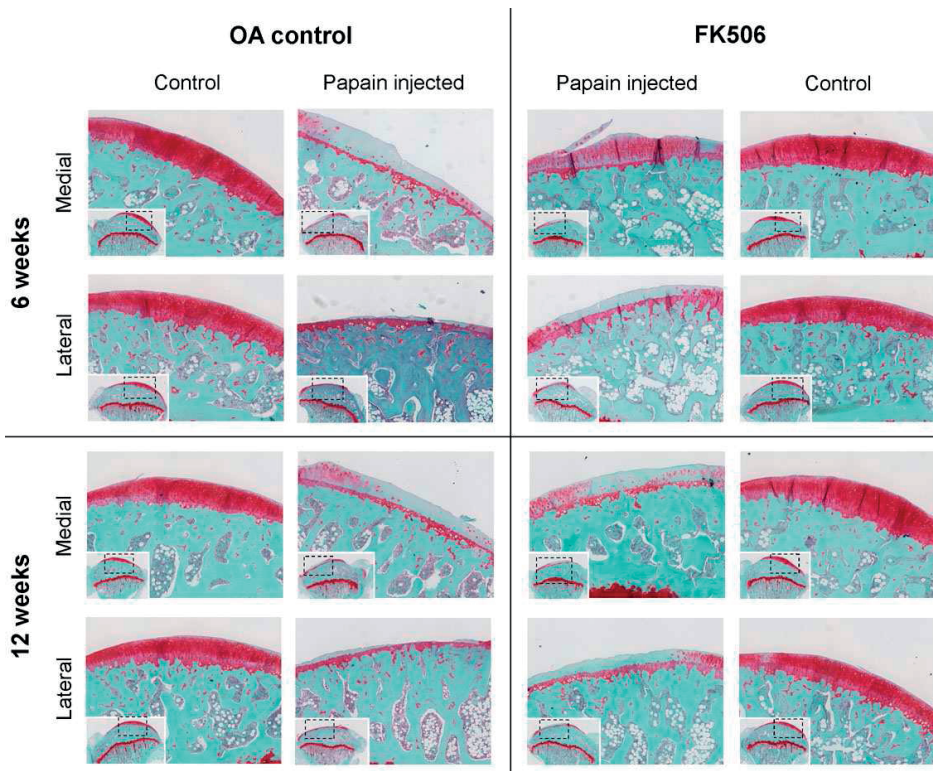 OA control
FK506
Control
Papain injected
Papain injected
Control
6 weeks
Medial
Lateral
12 weeks
Medial
Lateral